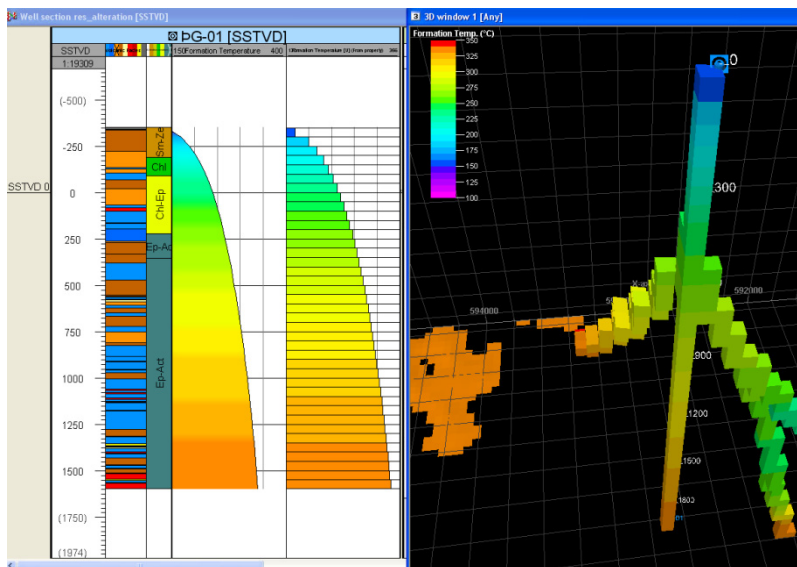 Well section res_alteration [SSTVD]
ÞG-01 [SSTVD]
SSTVD
1:19309
150 Formation Temperature 400
366
(-500)
-250
SSTVD 0
0
250
500
750
1000
1250
1500
(1750)
(1974)
Sm-Ze
Chl
Chl-Ep
Ep-Ac
Ep-Act
3D window 1 [Any]
Formation Temp. (°C)
350
325
300
275
250
225
200
175
150
125
100
0
300
900
1500
1800
594000
592000
X-a